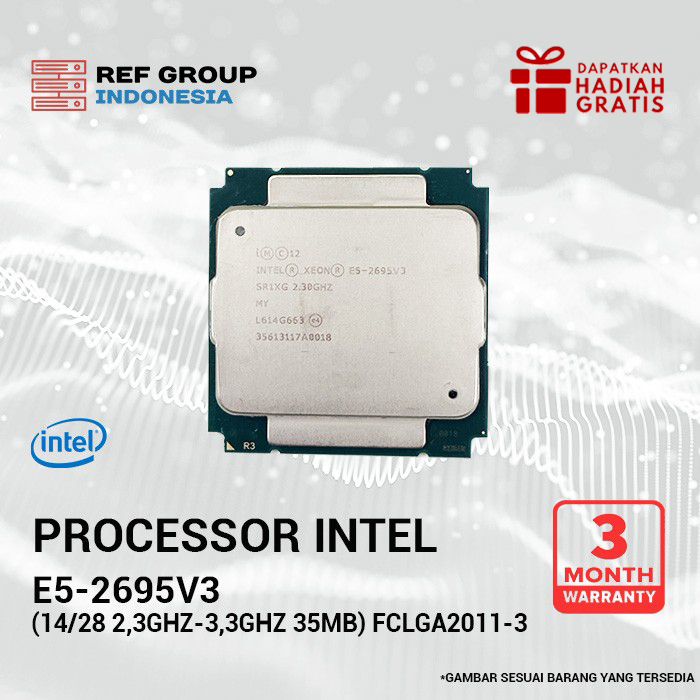 REF GROUP
INDONESIA
DAPATKAN
HADIAH
GRATIS
i Ⓜ Ⓒ 12
INTEL® XEON® E5-2695V3
SR1XG 2.30GHZ
MY
L614G663 e4
35613117A0018
R3
intel
PROCESSOR INTEL
E5-2695V3
(14/28 2,3GHZ-3,3GHZ 35MB) FCLGA2011-3
3
MONTH
WARRANTY
*GAMBAR SESUAI BARANG YANG TERSEDIA